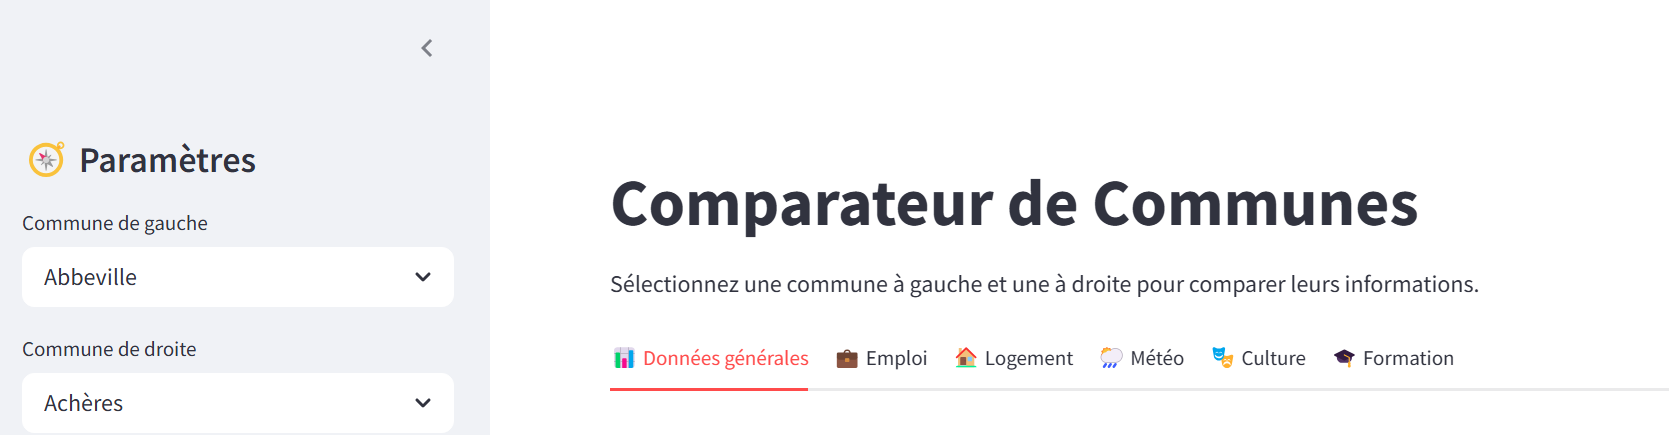 Paramètres
Commune de gauche
Abbeville
Commune de droite
Achères
Comparateur de Communes
Sélectionnez une commune à gauche et une à droite pour comparer leurs informations.
Données générales Emploi Logement Météo Culture Formation